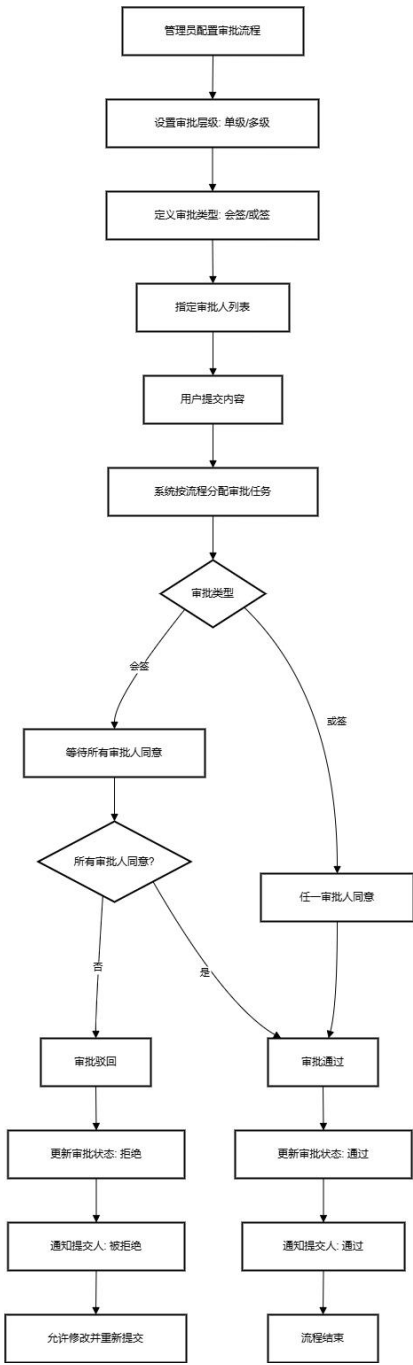 管理员配置审批流程
设置审批层级: 单级/多级
定义审批类型: 会签/或签
指定审批人列表
用户提交内容
系统按流程分配审批任务
审批类型
会签
或签
等待所有审批人同意
所有审批人同意?
任一审批人同意
否
是
审批驳回
审批通过
更新审批状态: 拒绝
更新审批状态: 通过
通知提交人: 被拒绝
通知提交人: 通过
允许修改并重新提交
流程结束